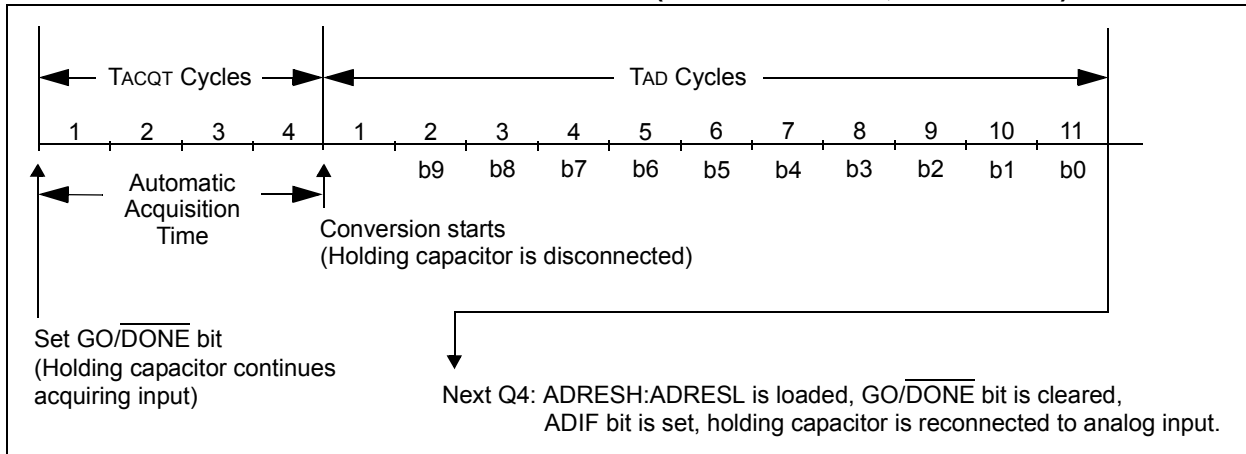 TACQT Cycles TAD Cycles
1 2 3 4 1 2 3 4 5 6 7 8 9 10 11
b9 b8 b7 b6 b5 b4 b3 b2 b1 b0
Automatic
Acquisition
Time
Conversion starts
(Holding capacitor is disconnected)
Set GO/DONE bit
(Holding capacitor continues
acquiring input)
Next Q4: ADRESH:ADRESL is loaded, GO/DONE bit is cleared,
ADIF bit is set, holding capacitor is reconnected to analog input.